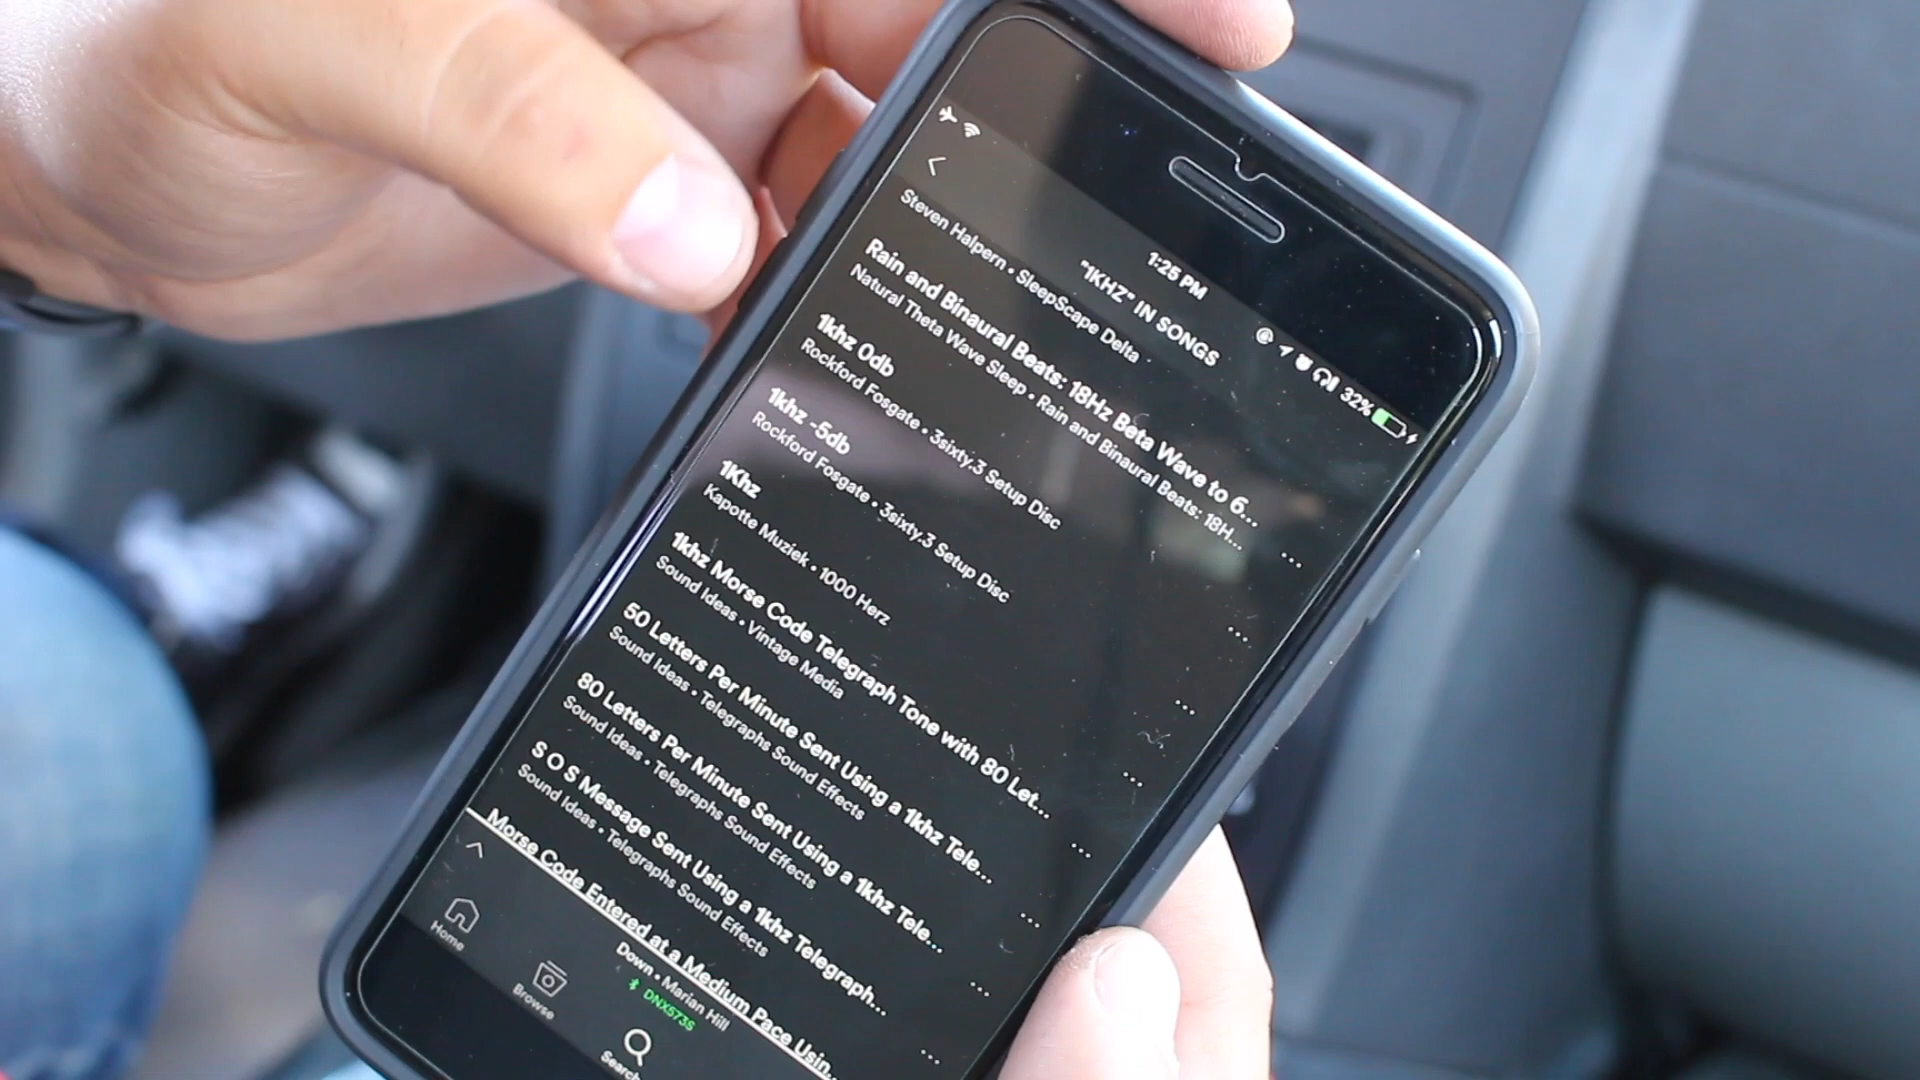 1:25 PM
32%
"1KHZ" IN SONGS
Steven Halpern • SleepScape Delta
Rain and Binaural Beats: 18Hz Beta Wave to 6...
Natural Theta Wave Sleep • Rain and Binaural Beats: 18H...
1khz 0db
Rockford Fosgate • 3sixty.3 Setup Disc
1khz -5db
Rockford Fosgate • 3sixty.3 Setup Disc
1Khz
Kapotte Muziek • 1000 Herz
1khz Morse Code Telegraph Tone with 80 Let...
Sound Ideas • Vintage Media
50 Letters Per Minute Sent Using a 1khz Tele...
Sound Ideas • Telegraphs Sound Effects
80 Letters Per Minute Sent Using a 1khz Tele...
Sound Ideas • Telegraphs Sound Effects
S O S Message Sent Using a 1khz Telegraph...
Sound Ideas • Telegraphs Sound Effects
Morse Code Entered at a Medium Pace Usin...
Down • Marian Hill
DNX573S
Home
Browse
Search